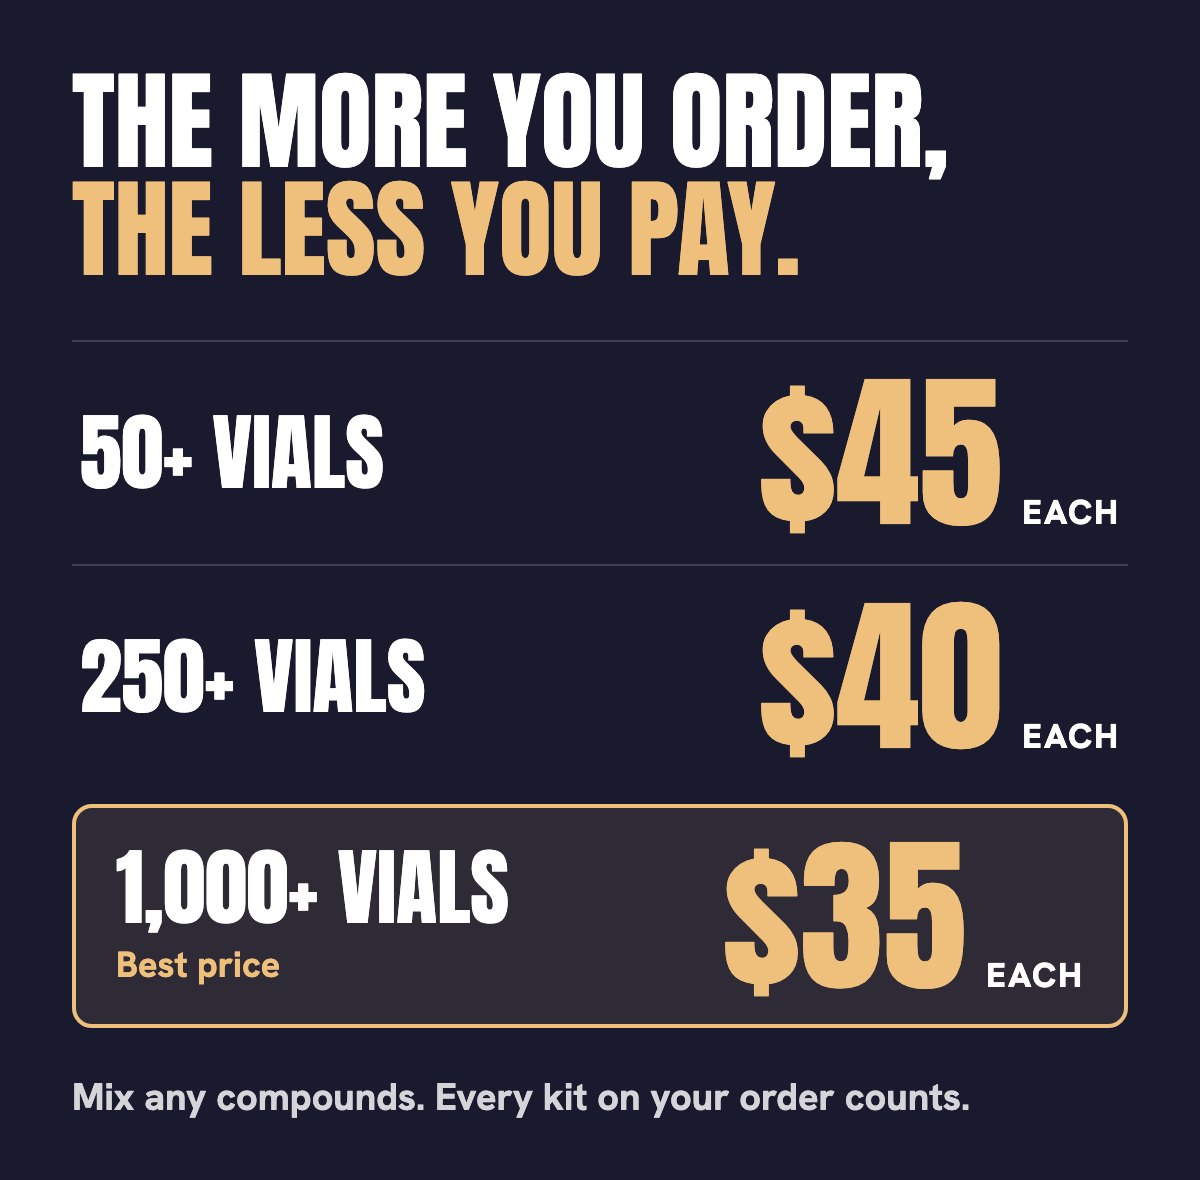 THE MORE YOU ORDER,
THE LESS YOU PAY.
50+ VIALS
$45 EACH
250+ VIALS
$40 EACH
1,000+ VIALS
Best price
$35 EACH
Mix any compounds. Every kit on your order counts.